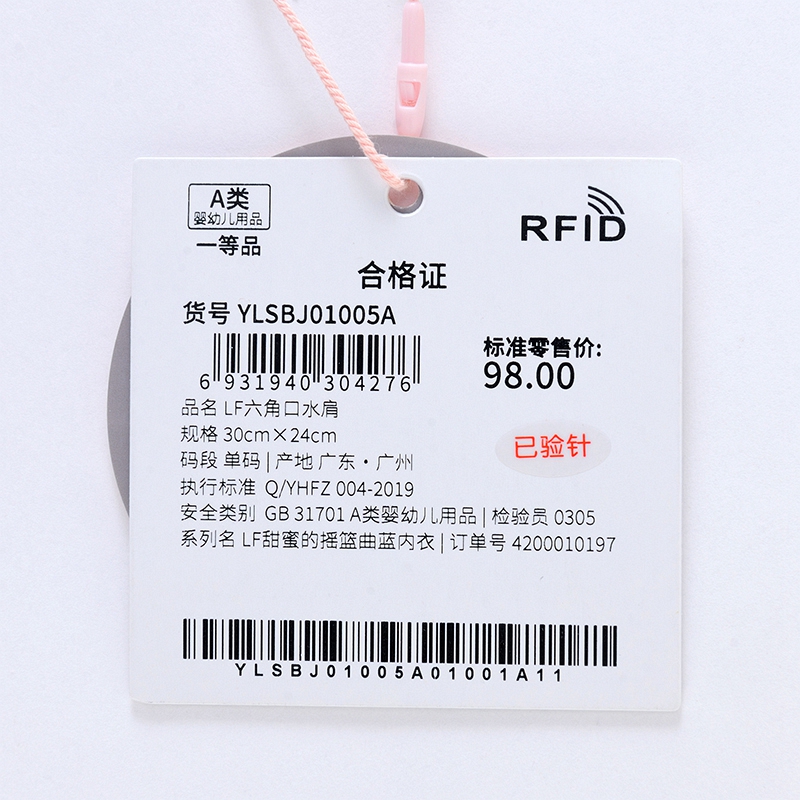 A类
婴幼儿用品
一等品
RFID
合格证
货号 YLSBJ01005A
6 931940 304276
标准零售价:
98.00
品名 LF六角口水肩
规格 30cm×24cm
码段 单码 | 产地 广东·广州
已验针
执行标准 Q/YHFZ 004-2019
安全类别 GB 31701 A类婴幼儿用品 | 检验员 0305
系列名 LF甜蜜的摇篮曲蓝内衣 | 订单号 4200010197
YLSBJ01005A01001A11